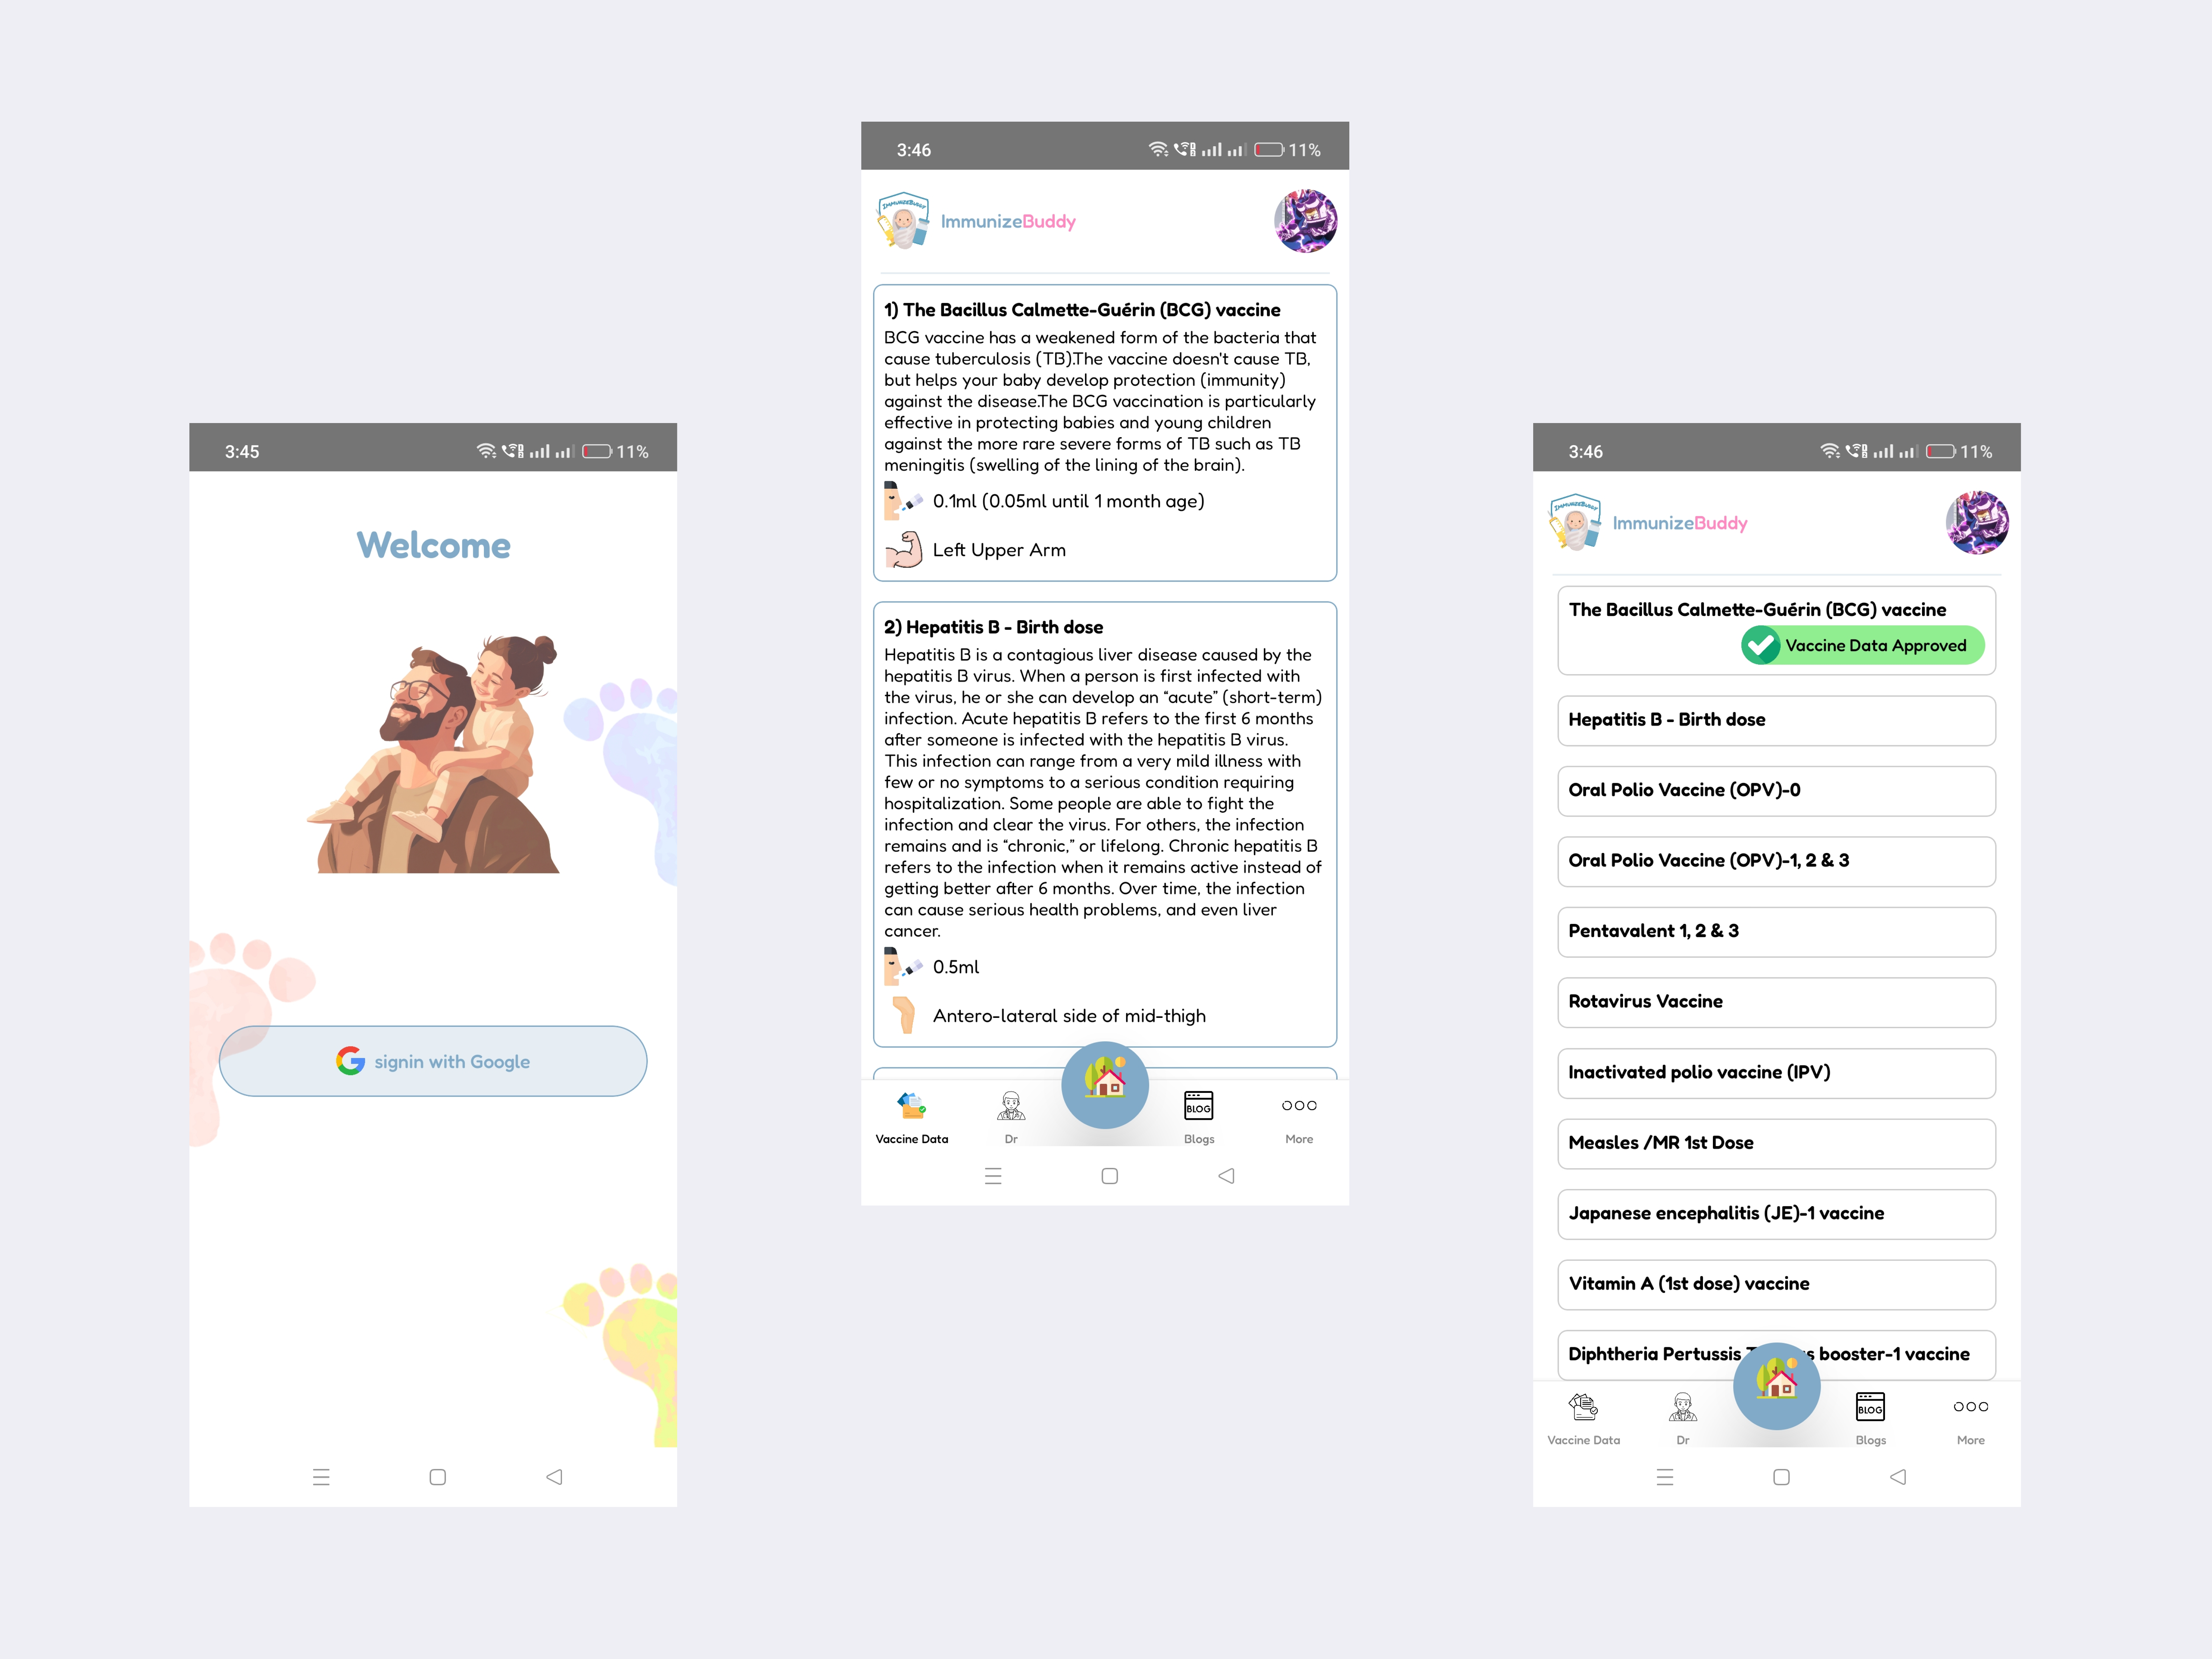 3:45
11%
Welcome
signin with Google
3:46
11%
IMMUNIZEBUDDY
ImmunizeBuddy
1) The Bacillus Calmette-Guérin (BCG) vaccine
BCG vaccine has a weakened form of the bacteria that
cause tuberculosis (TB).The vaccine doesn't cause TB,
but helps your baby develop protection (immunity)
against the disease.The BCG vaccination is particularly
effective in protecting babies and young children
against the more rare severe forms of TB such as TB
meningitis (swelling of the lining of the brain).
0.1ml (0.05ml until 1 month age)
Left Upper Arm
2) Hepatitis B - Birth dose
Hepatitis B is a contagious liver disease caused by the
hepatitis B virus. When a person is first infected with
the virus, he or she can develop an “acute” (short-term)
infection. Acute hepatitis B refers to the first 6 months
after someone is infected with the hepatitis B virus.
This infection can range from a very mild illness with
few or no symptoms to a serious condition requiring
hospitalization. Some people are able to fight the
infection and clear the virus. For others, the infection
remains and is “chronic,” or lifelong. Chronic hepatitis B
refers to the infection when it remains active instead of
getting better after 6 months. Over time, the infection
can cause serious health problems, and even liver
cancer.
0.5ml
Antero-lateral side of mid-thigh
BLOG
Vaccine Data Dr Blogs More
3:46
11%
IMMUNIZEBUDDY
ImmunizeBuddy
The Bacillus Calmette-Guérin (BCG) vaccine
Vaccine Data Approved
Hepatitis B - Birth dose
Oral Polio Vaccine (OPV)-0
Oral Polio Vaccine (OPV)-1, 2 & 3
Pentavalent 1, 2 & 3
Rotavirus Vaccine
Inactivated polio vaccine (IPV)
Measles /MR 1st Dose
Japanese encephalitis (JE)-1 vaccine
Vitamin A (1st dose) vaccine
Diphtheria Pertussis booster-1 vaccine
BLOG
Vaccine Data Dr Blogs More